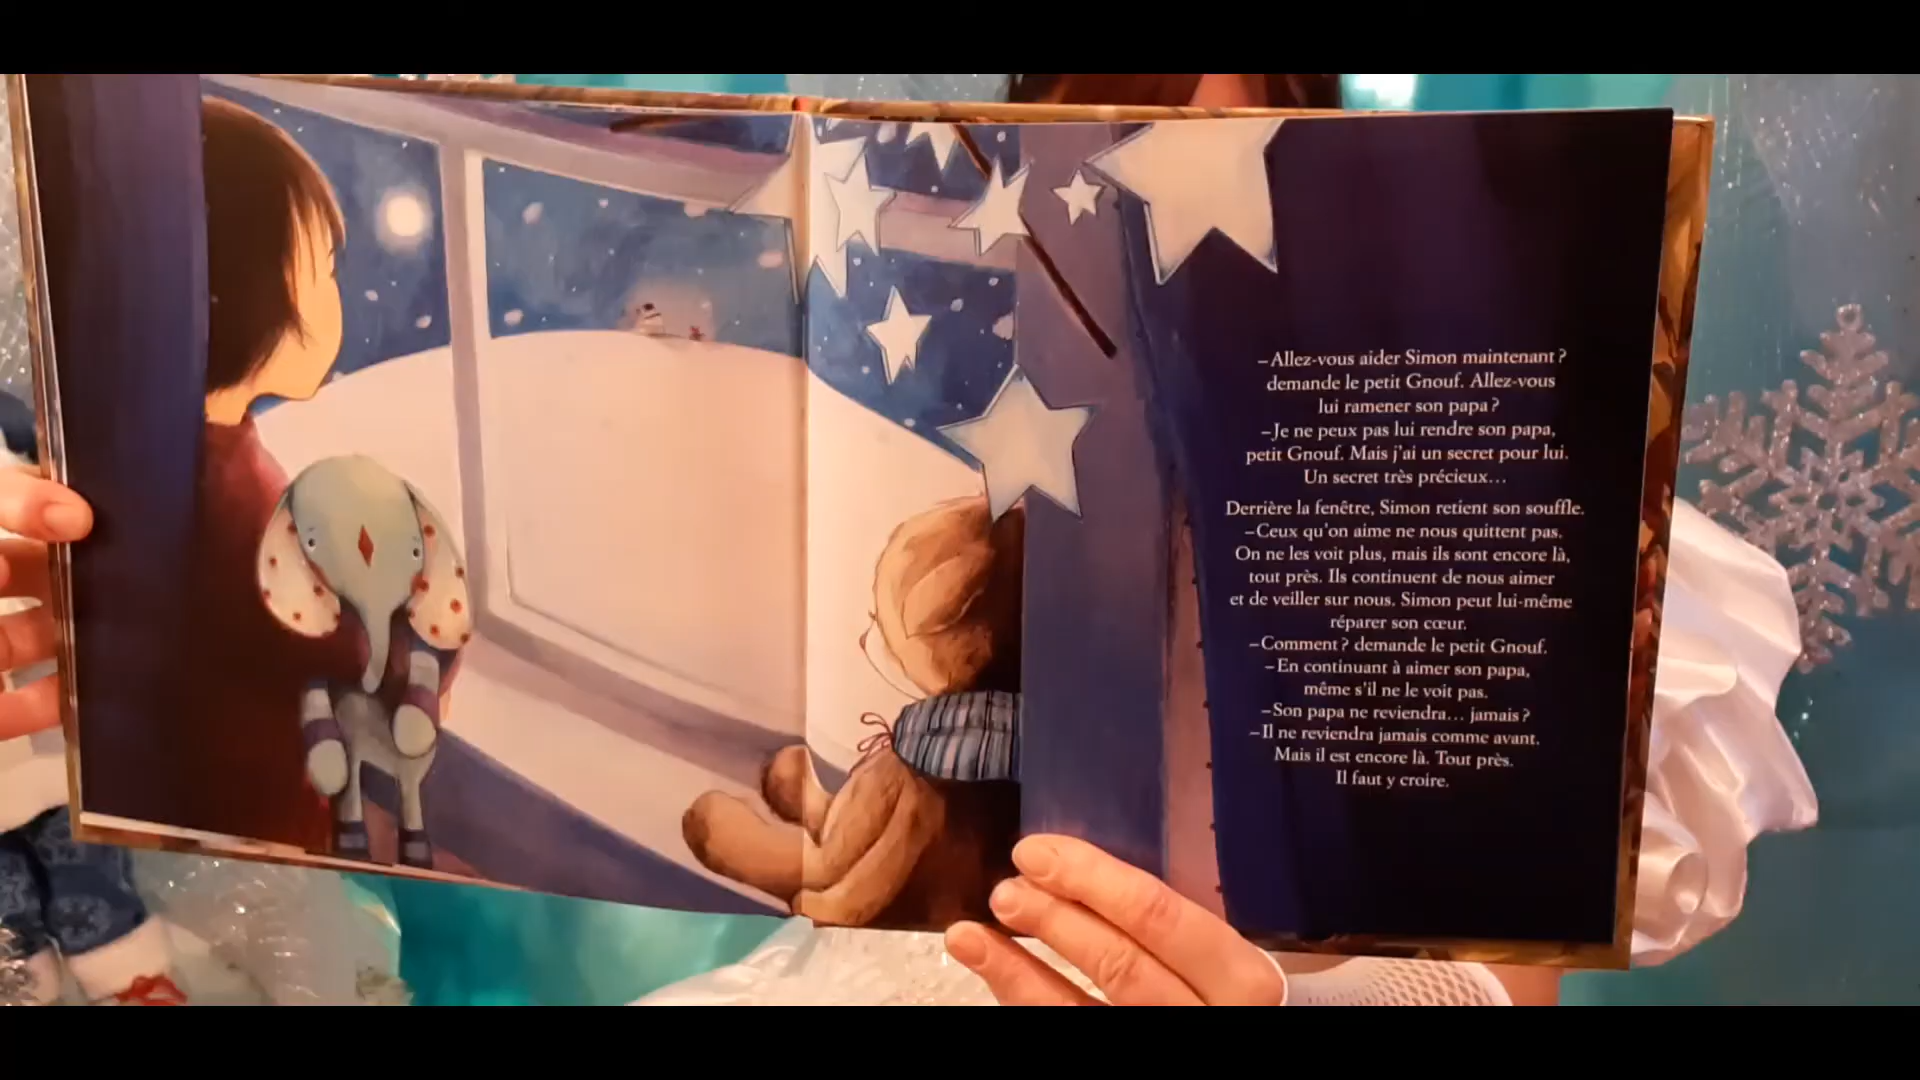 –Allez-vous aider Simon maintenant ?
demande le petit Gnouf. Allez-vous
lui ramener son papa ?
–Je ne peux pas lui rendre son papa,
petit Gnouf. Mais j'ai un secret pour lui.
Un secret très précieux…
Derrière la fenêtre, Simon retient son souffle.
–Ceux qu'on aime ne nous quittent pas.
On ne les voit plus, mais ils sont encore là,
tout près. Ils continuent de nous aimer
et de veiller sur nous. Simon peut lui-même
réparer son cœur.
–Comment ? demande le petit Gnouf.
–En continuant à aimer son papa,
même s'il ne le voit pas.
–Son papa ne reviendra… jamais ?
–Il ne reviendra jamais comme avant.
Mais il est encore là. Tout près.
Il faut y croire.